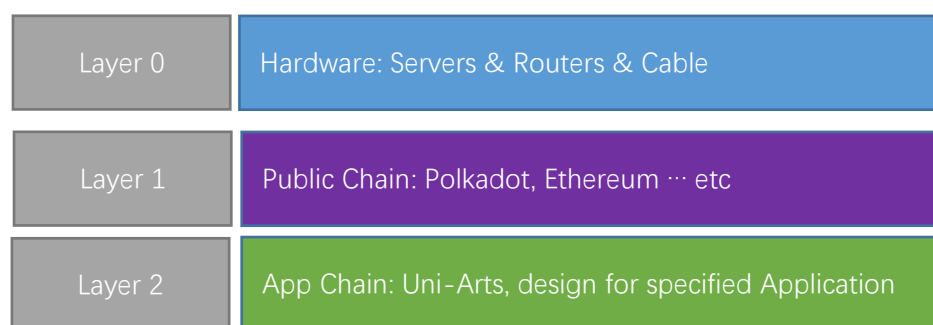 Layer 0
Hardware: Servers & Routers & Cable
Layer 1
Public Chain: Polkadot, Ethereum ··· etc
Layer 2
App Chain: Uni-Arts, design for specified Application